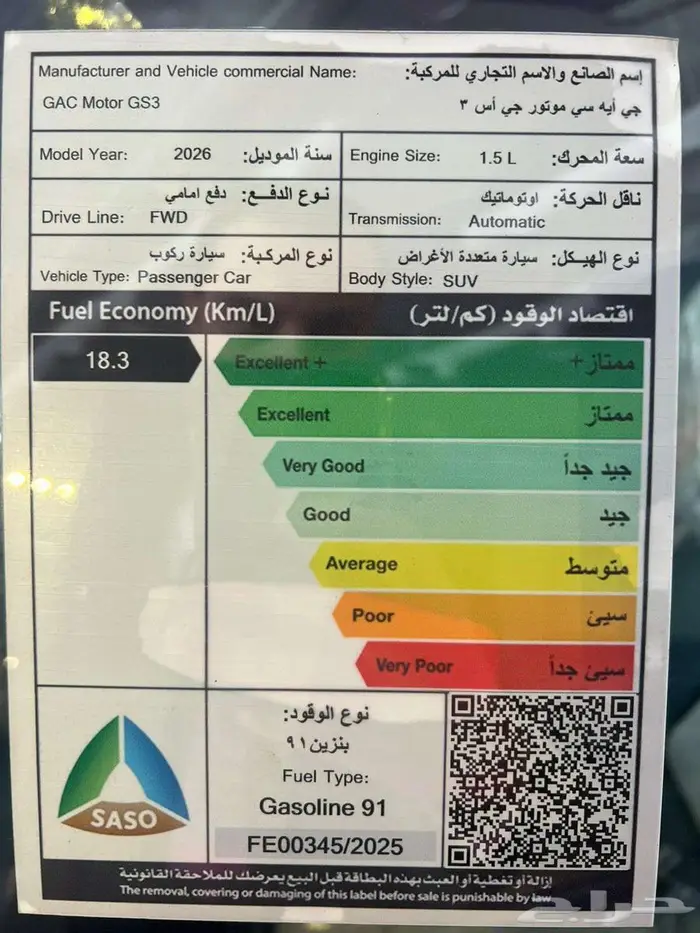 Manufacturer and Vehicle commercial Name: إسم الصانع والاسم التجاري للمركبة:
GAC Motor GS3 جي أيه سي موتور جي أس ٣
Model Year: 2026 سنة الموديل:
Engine Size: 1.5 L سعة المحرك:
نوع الدفـع: دفع امامي
Drive Line: FWD
ناقل الحركة: اوتوماتيك
Transmission: Automatic
نوع المركبة: سيارة ركوب
Vehicle Type: Passenger Car
نوع الهيكل: سيارة متعددة الأغراض
Body Style: SUV
Fuel Economy (Km/L) اقتصاد الوقود (كم/لتر)
18.3
Excellent + ممتاز+
Excellent ممتاز
Very Good جيد جداً
Good جيد
Average متوسط
Poor سيئ
Very Poor سيئ جداً
SASO
نوع الوقود:
بنزين ٩١
Fuel Type:
Gasoline 91
FE00345/2025
إزالة أو تغطية أو العبث بهذه البطاقة قبل البيع يعرضك للملاحقة القانونية
The removal, covering or damaging of this label before sale is punishable by law
حراج